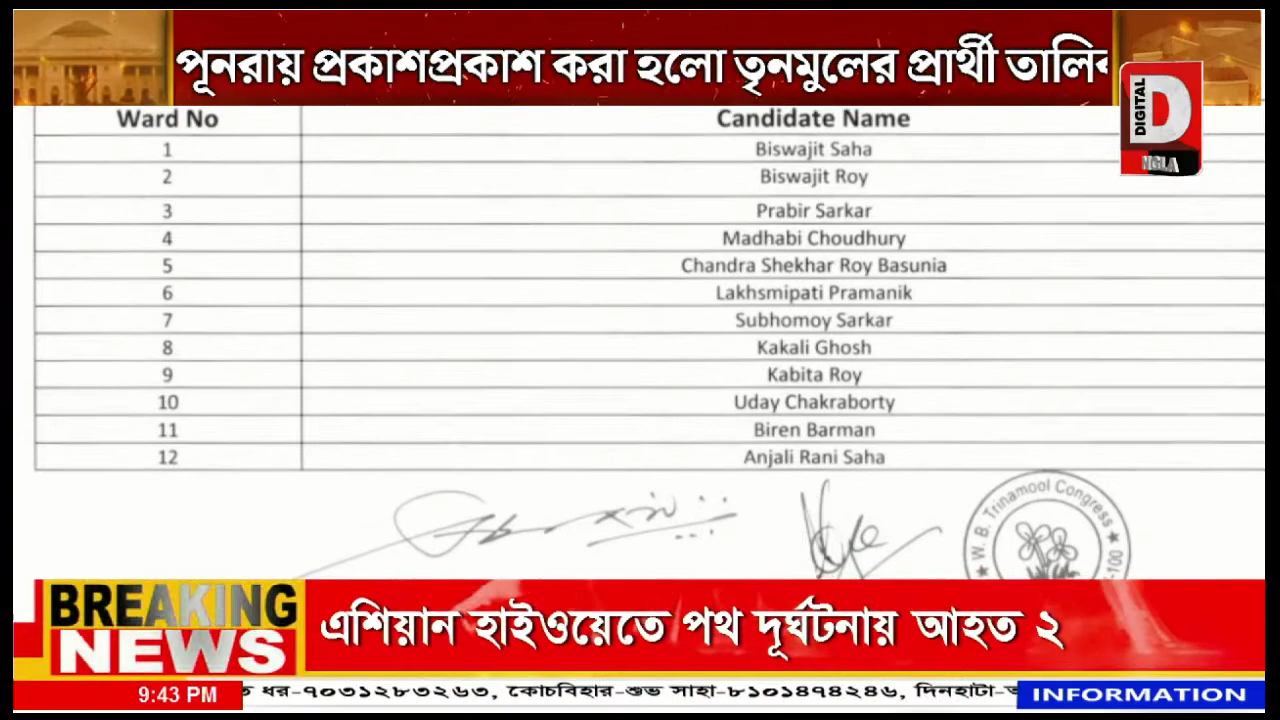 পূনরায় প্রকাশপ্রকাশ করা হলো তৃনমুলের প্রার্থী
DIGITAL
D
NGLA
Ward No Candidate Name
1 Biswajit Saha
2 Biswajit Roy
3 Prabir Sarkar
4 Madhabi Choudhury
5 Chandra Shekhar Roy Basunia
6 Lakhsmipati Pramanik
7 Subhomoy Sarkar
8 Kakali Ghosh
9 Kabita Roy
10 Uday Chakraborty
11 Biren Barman
12 Anjali Rani Saha
★ W. B. Trinamool Congress ★
BREAKING
NEWS
এশিয়ান হাইওয়েতে পথ দূর্ঘটনায় আহত ২
9:43 PM
ধর-৭০৩১২৮৩২৬৩, কোচবিহার-শুভ সাহা-৮১০১৪৭৪২৪৬, দিনহাটা-
INFORMATION